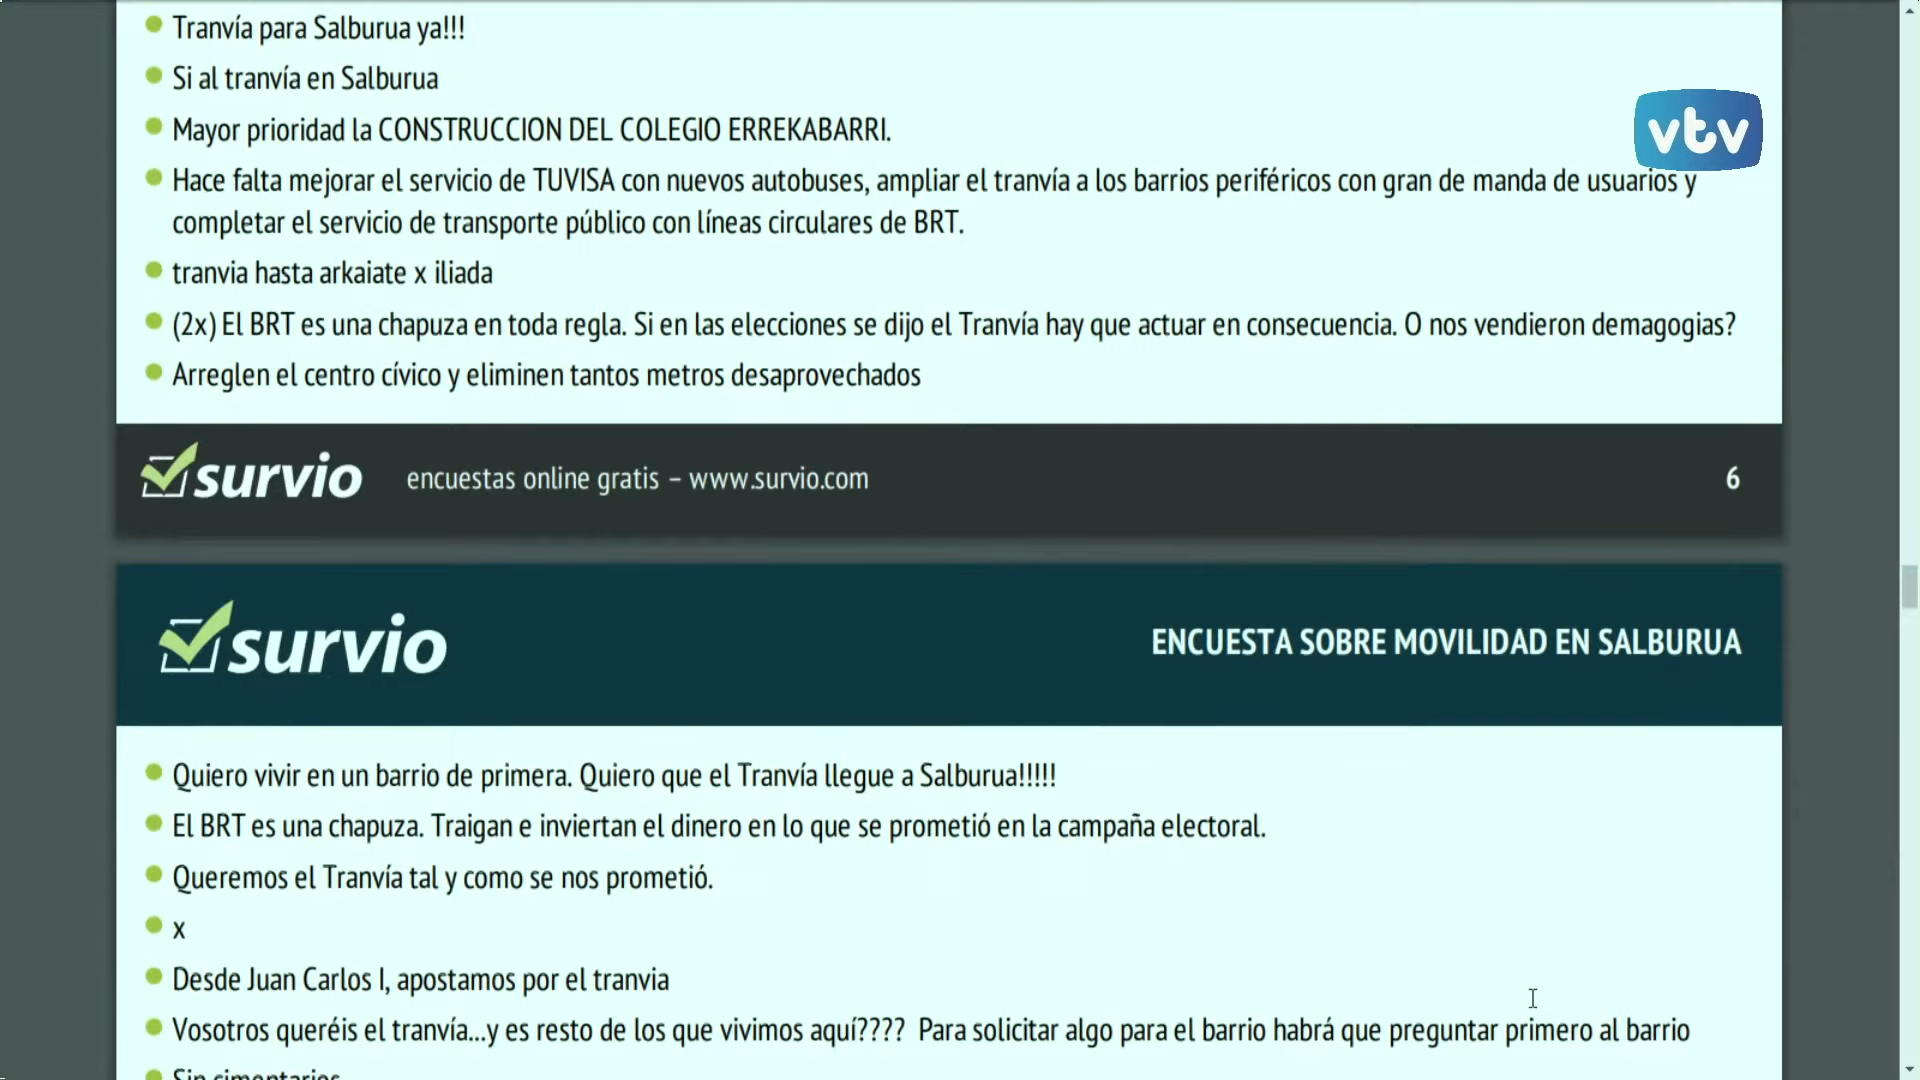 Tranvía para Salburua ya!!!
Si al tranvía en Salburua
vtv
Mayor prioridad la CONSTRUCCION DEL COLEGIO ERREKABARRI.
Hace falta mejorar el servicio de TUVISA con nuevos autobuses, ampliar el tranvía a los barrios periféricos con gran de manda de usuarios y
completar el servicio de transporte público con líneas circulares de BRT.
tranvia hasta arkaiate x iliada
(2x) El BRT es una chapuza en toda regla. Si en las elecciones se dijo el Tranvía hay que actuar en consecuencia. O nos vendieron demagogias?
Arreglen el centro cívico y eliminen tantos metros desaprovechados
survio encuestas online gratis – www.survio.com 6
survio ENCUESTA SOBRE MOVILIDAD EN SALBURUA
Quiero vivir en un barrio de primera. Quiero que el Tranvía llegue a Salburua!!!!!
El BRT es una chapuza. Traigan e inviertan el dinero en lo que se prometió en la campaña electoral.
Queremos el Tranvía tal y como se nos prometió.
x
Desde Juan Carlos I, apostamos por el tranvia
Vosotros queréis el tranvía...y es resto de los que vivimos aquí???? Para solicitar algo para el barrio habrá que preguntar primero al barrio
Sin cimentarios